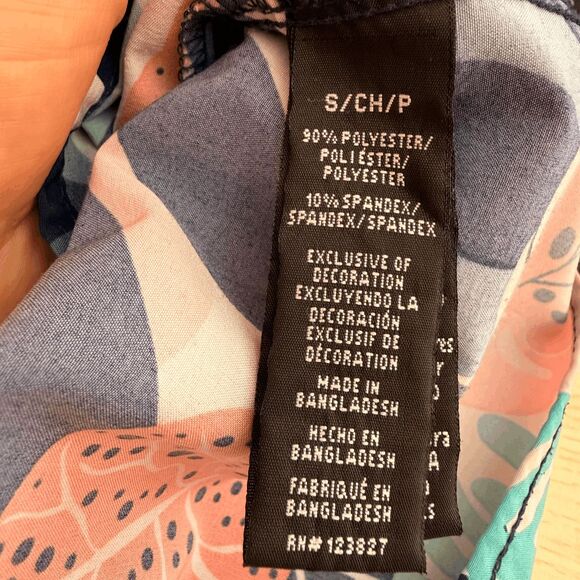 S/CH/P
90% POLYESTER/
POLIÉSTER/
POLYESTER
10% SPANDEX/
SPANDEX/SPANDEX
EXCLUSIVE OF
DECORATION
EXCLUYENDO LA
DECORACIÓN
EXCLUSIF DE
DÉCORATION
MADE IN
BANGLADESH
HECHO EN
BANGLADESH
FABRIQUÉ EN
BANGLADESH
RN# 123827